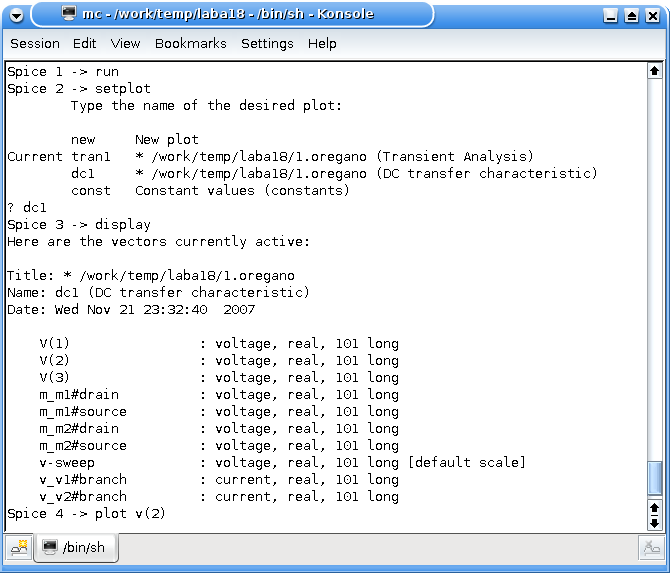 mc - /work/temp/laba18 - /bin/sh - Konsole
Session Edit View Bookmarks Settings Help
Spice 1 -> run
Spice 2 -> setplot
        Type the name of the desired plot:

        new     New plot
Current tran1   * /work/temp/laba18/1.oregano (Transient Analysis)
        dc1     * /work/temp/laba18/1.oregano (DC transfer characteristic)
        const   Constant values (constants)
? dc1
Spice 3 -> display
Here are the vectors currently active:

Title: * /work/temp/laba18/1.oregano
Name: dc1 (DC transfer characteristic)
Date: Wed Nov 21 23:32:40  2007

    V(1)                : voltage, real, 101 long
    V(2)                : voltage, real, 101 long
    V(3)                : voltage, real, 101 long
    m_m1#drain          : voltage, real, 101 long
    m_m1#source         : voltage, real, 101 long
    m_m2#drain          : voltage, real, 101 long
    m_m2#source         : voltage, real, 101 long
    v-sweep             : voltage, real, 101 long [default scale]
    v_v1#branch         : current, real, 101 long
    v_v2#branch         : current, real, 101 long
Spice 4 -> plot v(2)
/bin/sh